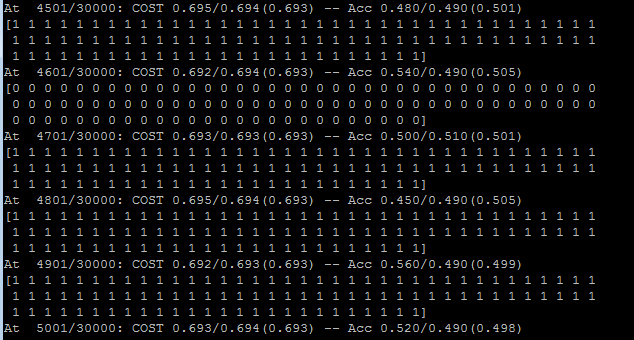 At  4501/30000: COST 0.695/0.694(0.693) -- Acc 0.480/0.490(0.501)
[1 1 1 1 1 1 1 1 1 1 1 1 1 1 1 1 1 1 1 1 1 1 1 1 1 1 1 1 1 1 1 1 1 1 1 1 1
 1 1 1 1 1 1 1 1 1 1 1 1 1 1 1 1 1 1 1 1 1 1 1 1 1 1 1 1 1 1 1 1 1 1 1 1 1
 1 1 1 1 1 1 1 1 1 1 1 1 1 1 1 1 1 1 1 1 1 1 1 1 1 1]
At  4601/30000: COST 0.692/0.694(0.693) -- Acc 0.540/0.490(0.505)
[0 0 0 0 0 0 0 0 0 0 0 0 0 0 0 0 0 0 0 0 0 0 0 0 0 0 0 0 0 0 0 0 0 0 0 0 0
 0 0 0 0 0 0 0 0 0 0 0 0 0 0 0 0 0 0 0 0 0 0 0 0 0 0 0 0 0 0 0 0 0 0 0 0 0
 0 0 0 0 0 0 0 0 0 0 0 0 0 0 0 0 0 0 0 0 0 0 0 0 0 0]
At  4701/30000: COST 0.693/0.693(0.693) -- Acc 0.500/0.510(0.501)
[1 1 1 1 1 1 1 1 1 1 1 1 1 1 1 1 1 1 1 1 1 1 1 1 1 1 1 1 1 1 1 1 1 1 1 1 1
 1 1 1 1 1 1 1 1 1 1 1 1 1 1 1 1 1 1 1 1 1 1 1 1 1 1 1 1 1 1 1 1 1 1 1 1 1
 1 1 1 1 1 1 1 1 1 1 1 1 1 1 1 1 1 1 1 1 1 1 1 1 1 1]
At  4801/30000: COST 0.695/0.694(0.693) -- Acc 0.450/0.490(0.505)
[1 1 1 1 1 1 1 1 1 1 1 1 1 1 1 1 1 1 1 1 1 1 1 1 1 1 1 1 1 1 1 1 1 1 1 1 1
 1 1 1 1 1 1 1 1 1 1 1 1 1 1 1 1 1 1 1 1 1 1 1 1 1 1 1 1 1 1 1 1 1 1 1 1 1
 1 1 1 1 1 1 1 1 1 1 1 1 1 1 1 1 1 1 1 1 1 1 1 1 1 1]
At  4901/30000: COST 0.692/0.693(0.693) -- Acc 0.560/0.490(0.499)
[1 1 1 1 1 1 1 1 1 1 1 1 1 1 1 1 1 1 1 1 1 1 1 1 1 1 1 1 1 1 1 1 1 1 1 1 1
 1 1 1 1 1 1 1 1 1 1 1 1 1 1 1 1 1 1 1 1 1 1 1 1 1 1 1 1 1 1 1 1 1 1 1 1 1
 1 1 1 1 1 1 1 1 1 1 1 1 1 1 1 1 1 1 1 1 1 1 1 1 1 1]
At  5001/30000: COST 0.693/0.694(0.693) -- Acc 0.520/0.490(0.498)